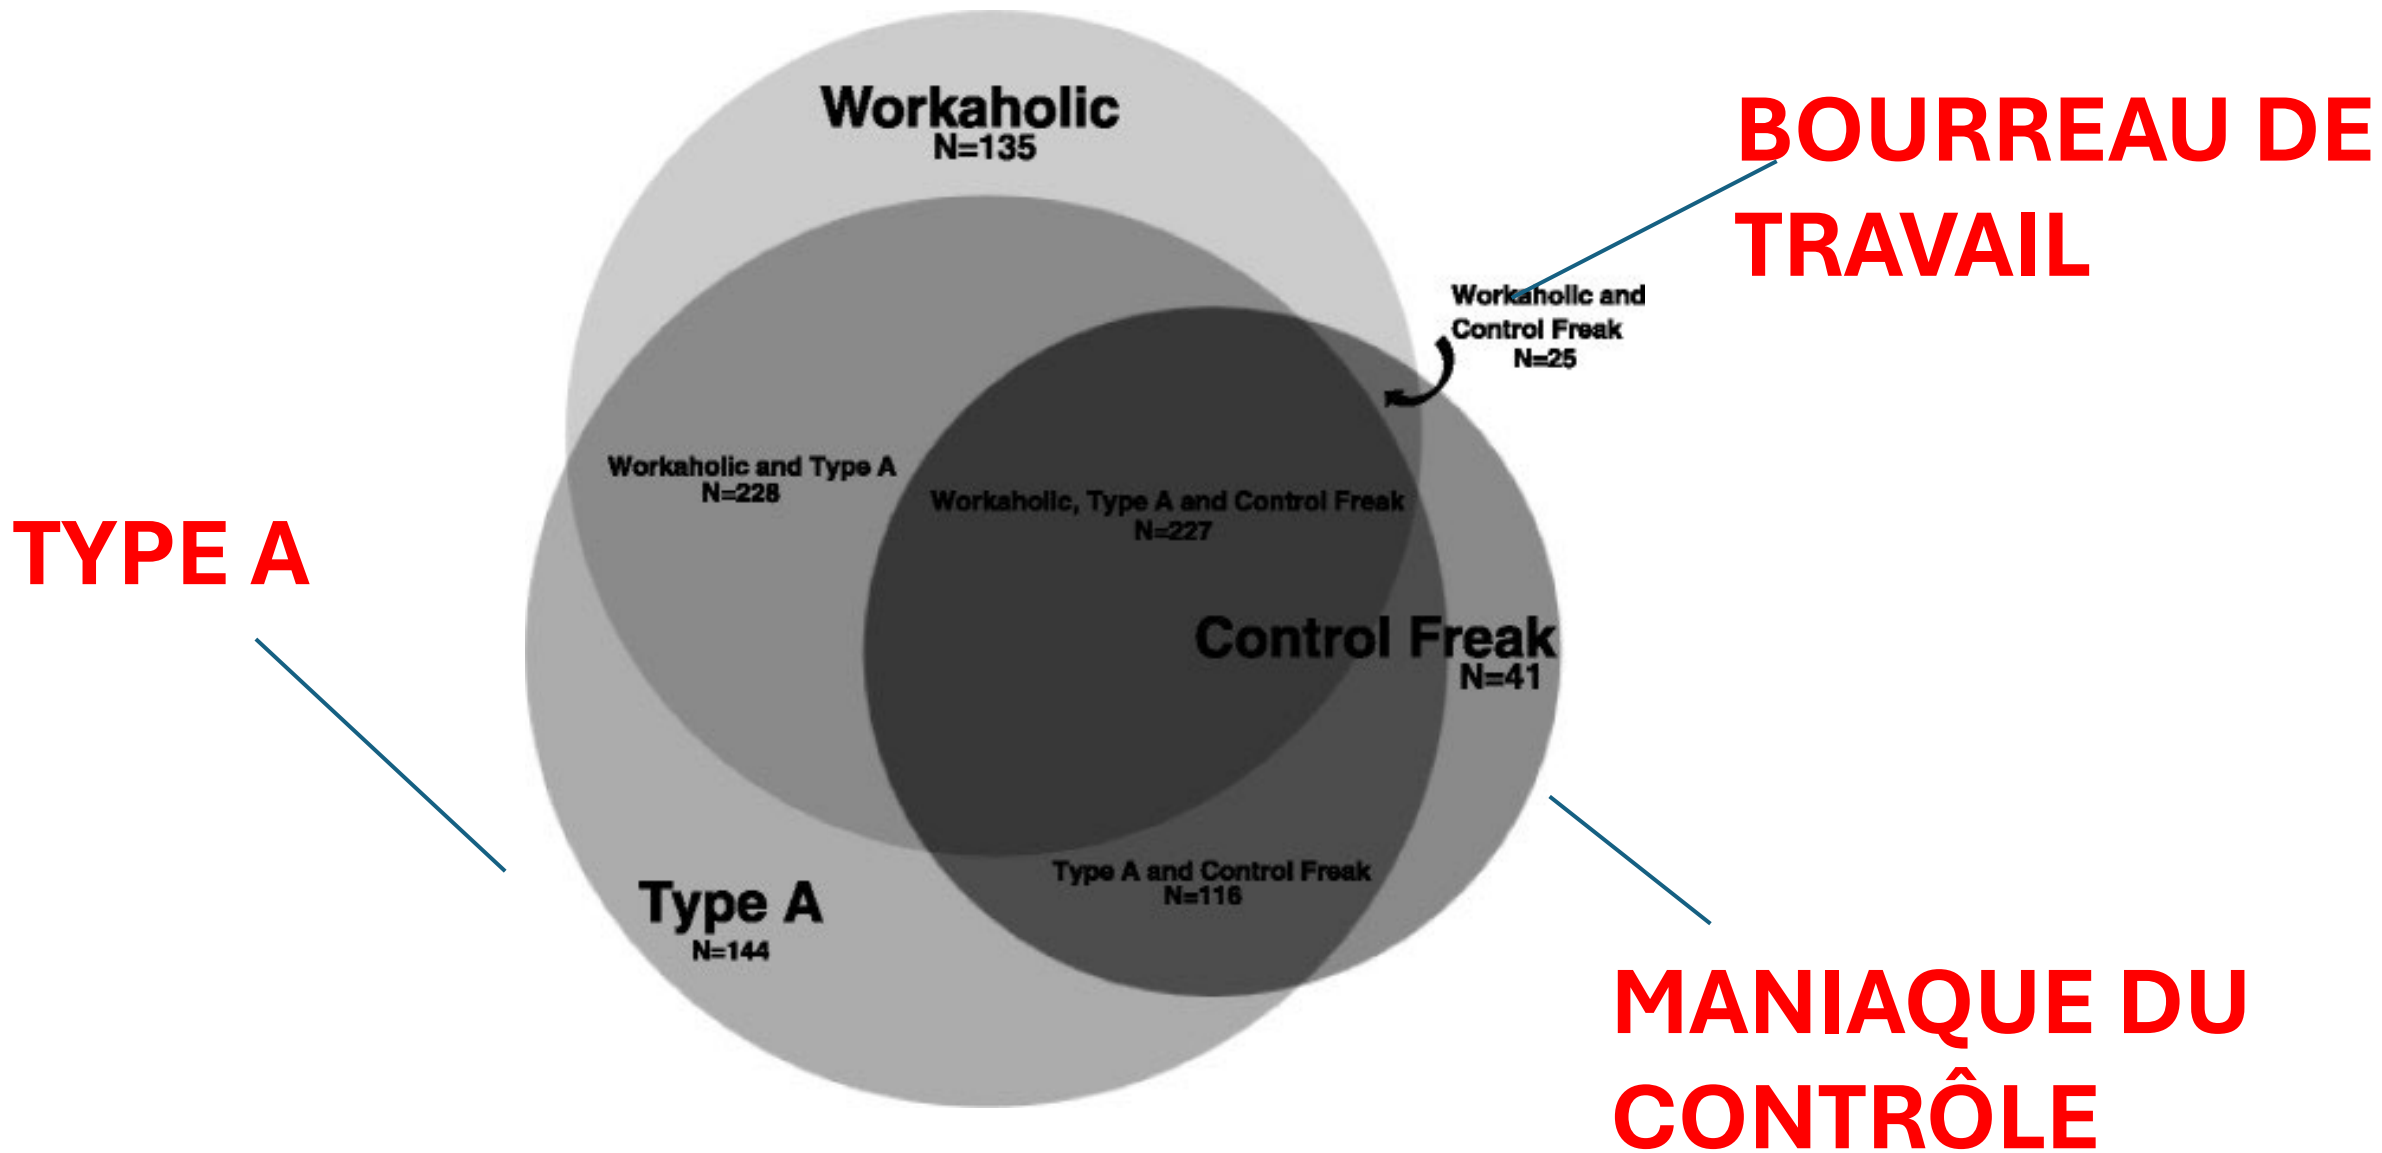 Workaholic
N=135
BOURREAU DE
TRAVAIL
Workaholic and
Control Freak
N=25
Workaholic and Type A
N=228
Workaholic, Type A and Control Freak
N=227
TYPE A
Control Freak
N=41
Type A and Control Freak
N=116
Type A
N=144
MANIAQUE DU
CONTRÔLE